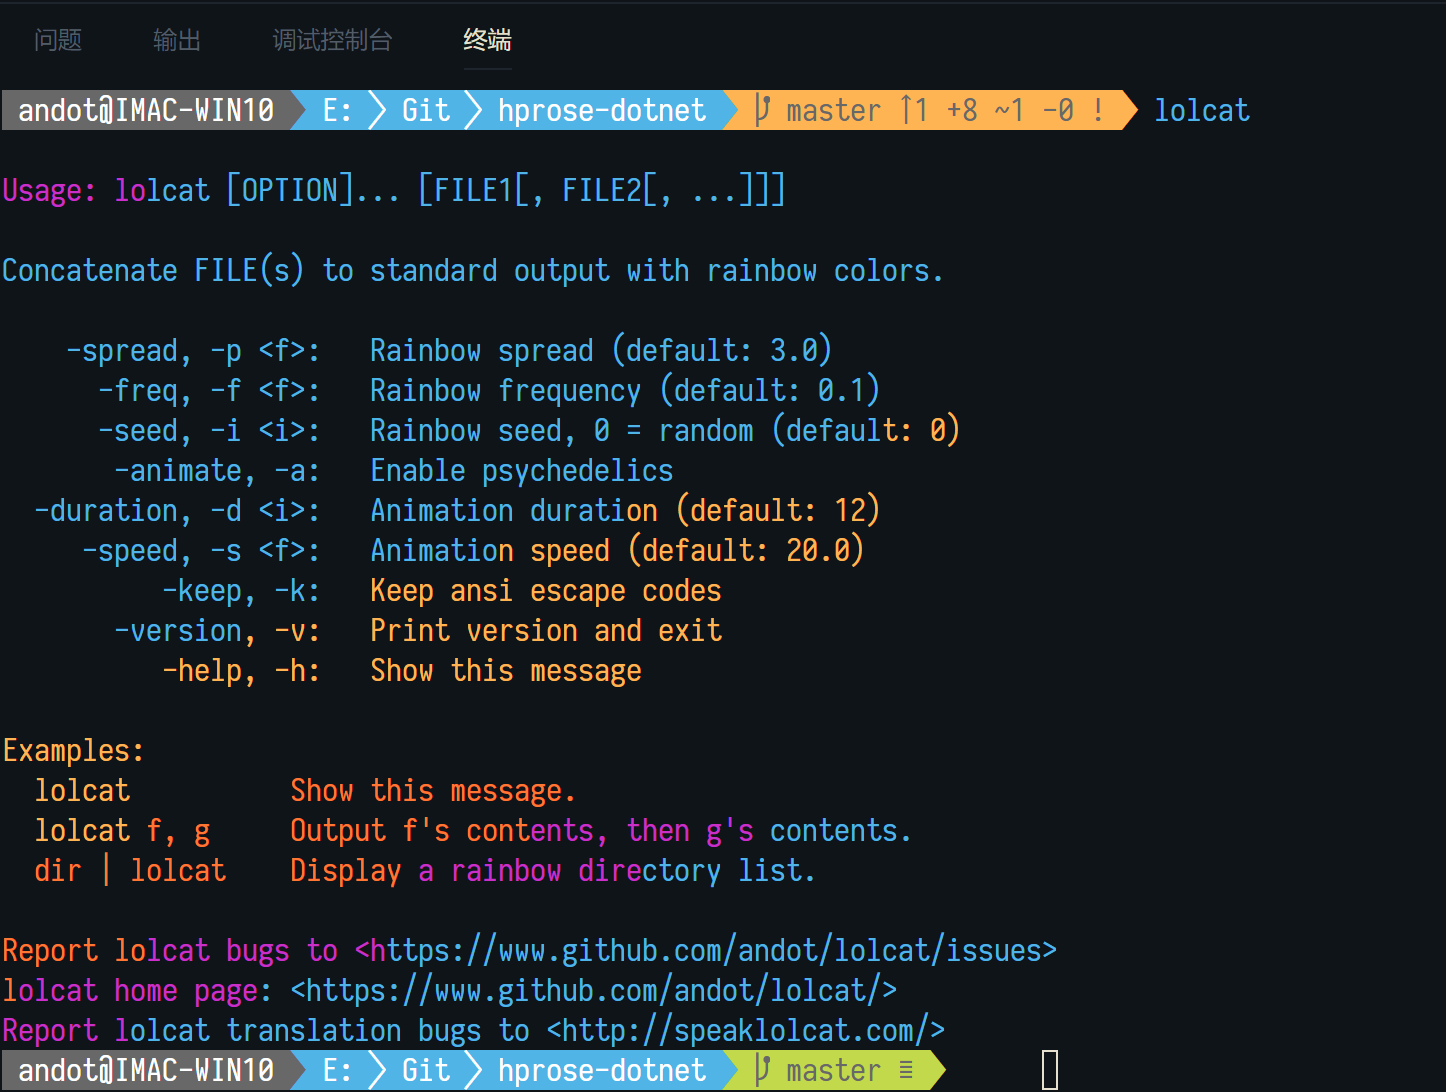 问题 输出 调试控制台 终端
andot@IMAC-WIN10 E: Git hprose-dotnet master ↑1 +8 ~1 -0 ! lolcat
Usage: lolcat [OPTION]... [FILE1[, FILE2[, ...]]]
Concatenate FILE(s) to standard output with rainbow colors.
-spread, -p <f>: Rainbow spread (default: 3.0)
-freq, -f <f>: Rainbow frequency (default: 0.1)
-seed, -i <i>: Rainbow seed, 0 = random (default: 0)
-animate, -a: Enable psychedelics
-duration, -d <i>: Animation duration (default: 12)
-speed, -s <f>: Animation speed (default: 20.0)
-keep, -k: Keep ansi escape codes
-version, -v: Print version and exit
-help, -h: Show this message
Examples:
lolcat Show this message.
lolcat f, g Output f's contents, then g's contents.
dir | lolcat Display a rainbow directory list.
Report lolcat bugs to <https://www.github.com/andot/lolcat/issues>
lolcat home page: <https://www.github.com/andot/lolcat/>
Report lolcat translation bugs to <http://speaklolcat.com/>
andot@IMAC-WIN10 E: Git hprose-dotnet master ≡